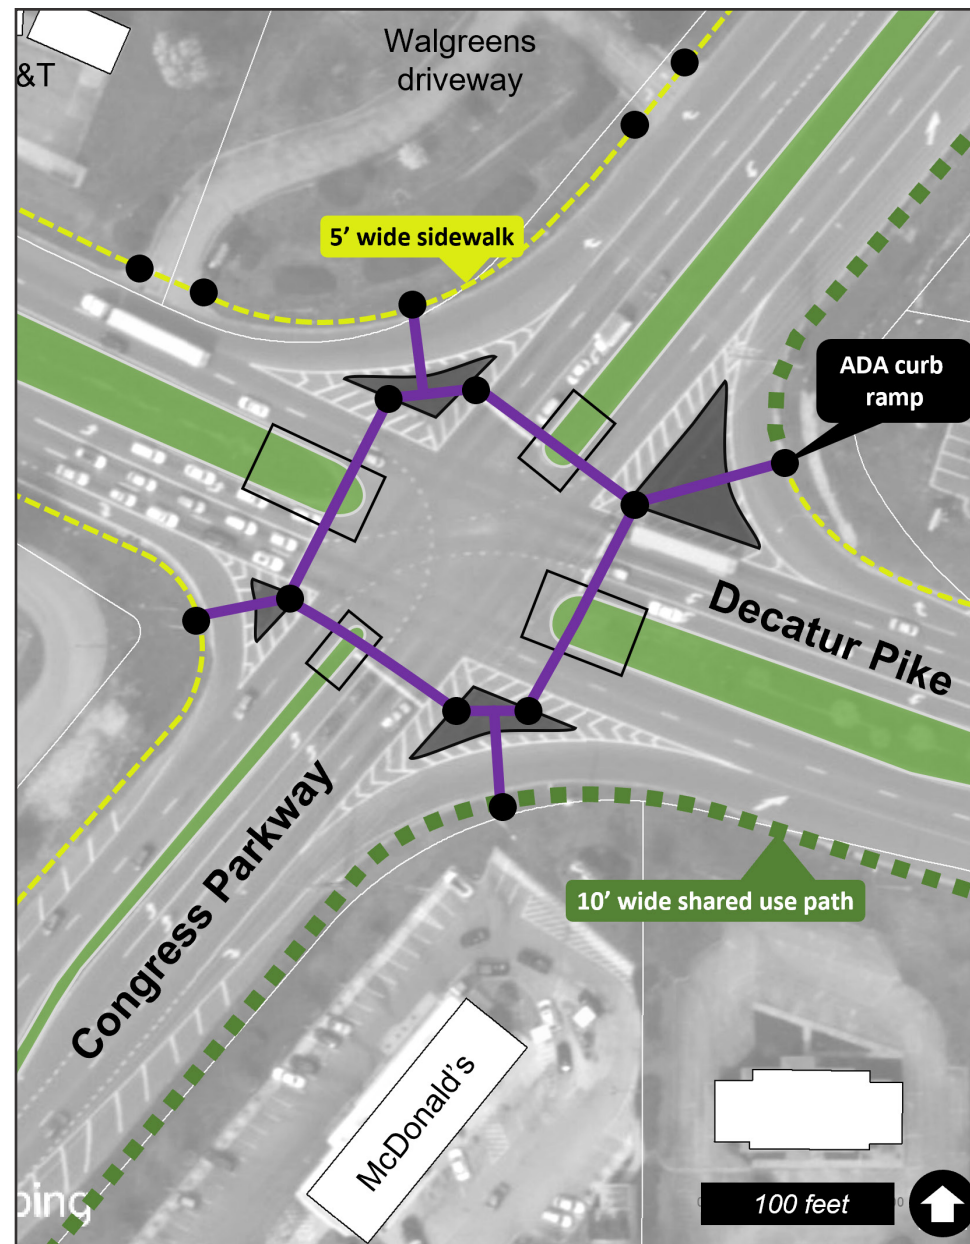 Walgreens
driveway
&T
5' wide sidewalk
ADA curb
ramp
Decatur Pike
Congress Parkway
10' wide shared use path
McDonald's
bing
100 feet